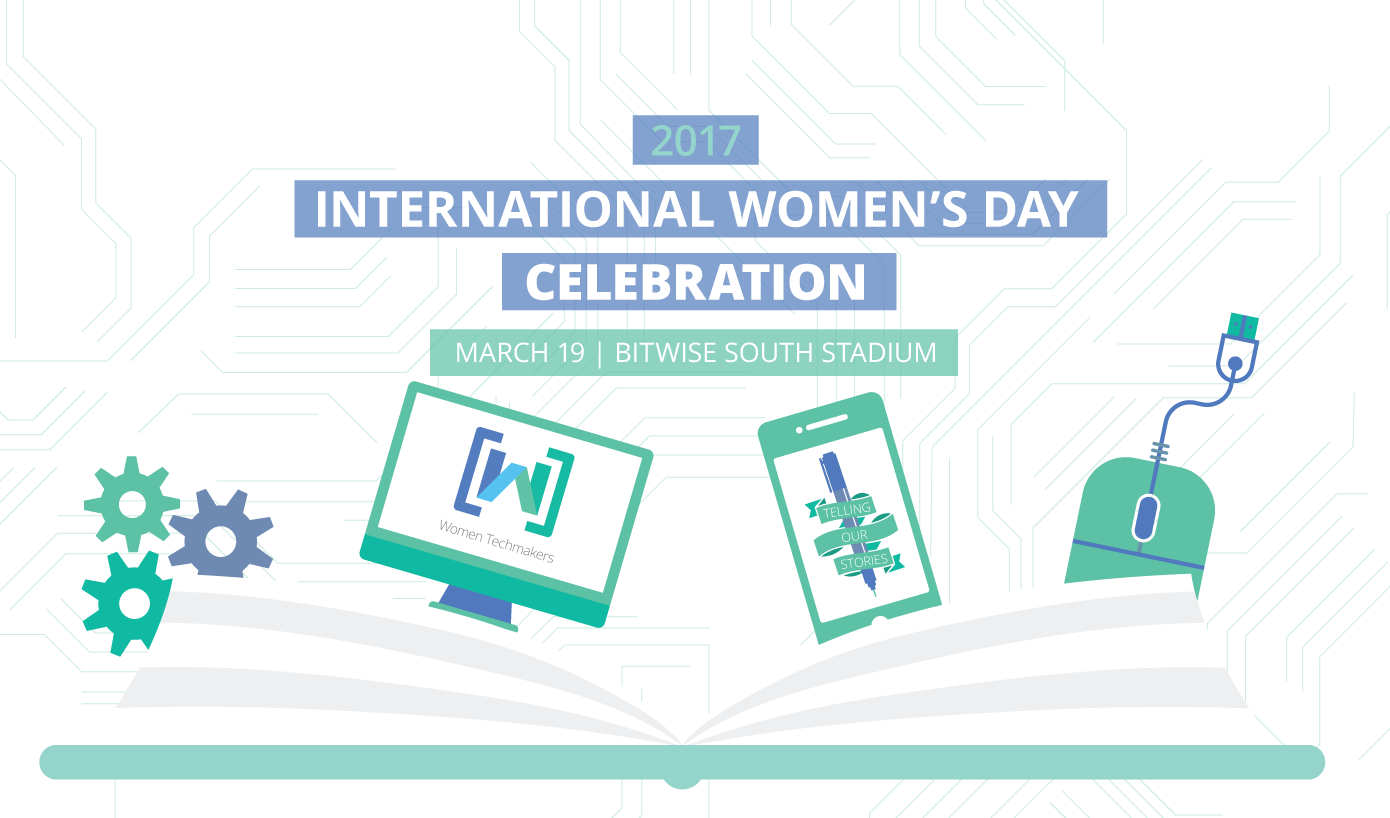 2017
INTERNATIONAL WOMEN’S DAY
CELEBRATION
MARCH 19 | BITWISE SOUTH STADIUM
Women Techmakers
TELLING
OUR
STORIES